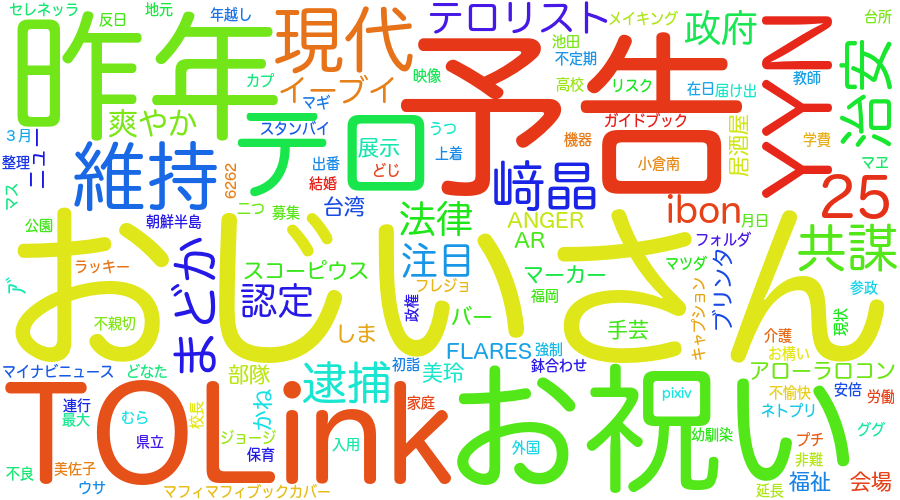 セレネッラ
反日
地元
年越し
テロリスト
メイキング
台所
昨年
現代
予告
政府
YYN
治安
池田
不定期
映像
カプ
イーブイ
高校
リスク
在日
届け出
教師
マギ
爽やか
テロ
スタンバイ
うつ
ガイドブック
居酒屋
3月
ニュー
整理
維持
展示
上着
機器
学費
出番
どじ
結婚
小倉南
マヱ
マス
6262
﨑晶
25
二つ
募集
台湾
ibon
公園
朝鮮半島
法律
ANGER
月日
AR
フォルダ
共謀
おじいさん
まどか
ラッキー
スコーピウス
注目
マーカー
マツダ
プリンタ
キャプション
参政
ア゛
認定
フレジョ
福岡
政権
バー
不親切
しま
手芸
現状
介護
FLARES
強制
お構い
マイナビニュース
どなた
部隊
逮捕
初詣
美玲
鉢合わせ
アローラロコン
TOLink
お祝い
不愉快
安倍
労働
pixiv
連行
最大
むら
校長
かね
家庭
ネトプリ
県立
ジョージ
保育
入用
外国
幼馴染
プチ
ググ
非難
不良
美佐子
ウサ
マフィマフィブックカバー
延長
福祉
会場